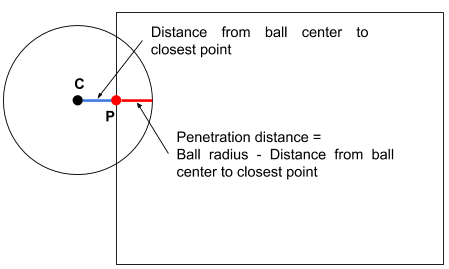 Distance from ball center to
closest point
C
P
Penetration distance =
Ball radius - Distance from ball
center to closest point